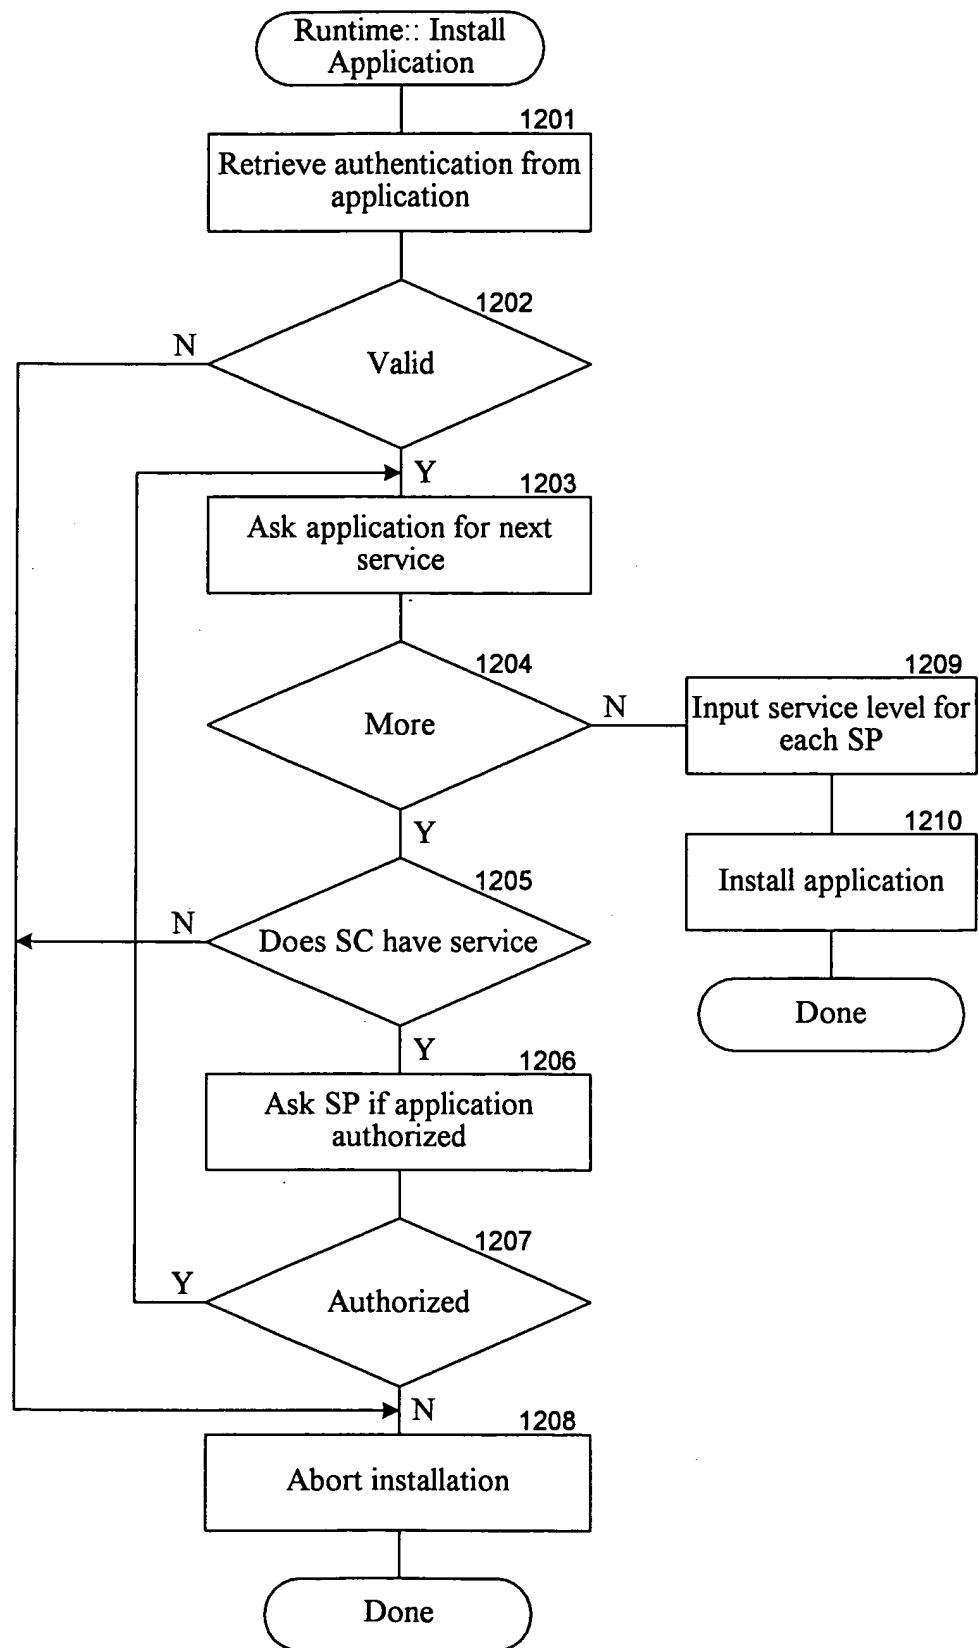 Runtime:: Install
Application
1201
Retrieve authentication from
application
1202
N
Valid
Y
1203
Ask application for next
service
1204
More
N
1209
Input service level for
each SP
Y
1210
Install application
1205
N
Does SC have service
Done
Y
1206
Ask SP if application
authorized
1207
Y
Authorized
N
1208
Abort installation
Done